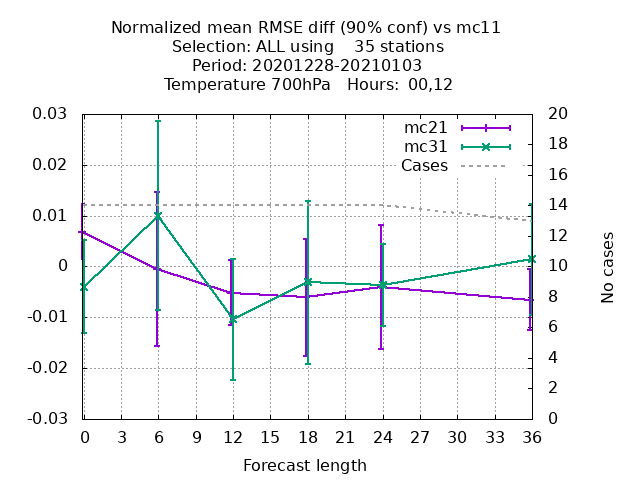 Normalized mean RMSE diff (90% conf) vs mc11
Selection: ALL using    35 stations
Period: 20201228-20210103
Temperature 700hPa   Hours:  00,12
mc21
mc31
Cases
0.03
0.02
0.01
0
-0.01
-0.02
-0.03
20
18
16
14
12
10
8
6
4
2
0
No cases
0 3 6 9 12 15 18 21 24 27 30 33 36
Forecast length